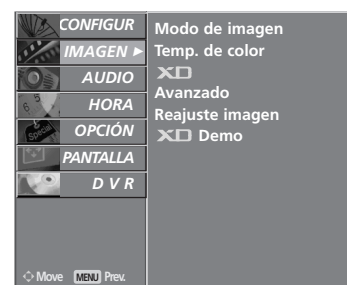 CONFIGUR
IMAGEN ►
AUDIO
HORA
OPCIÓN
PANTALLA
D V R
Modo de imagen
Temp. de color
XD
Avanzado
Reajuste imagen
XD Demo
Move MENU Prev.